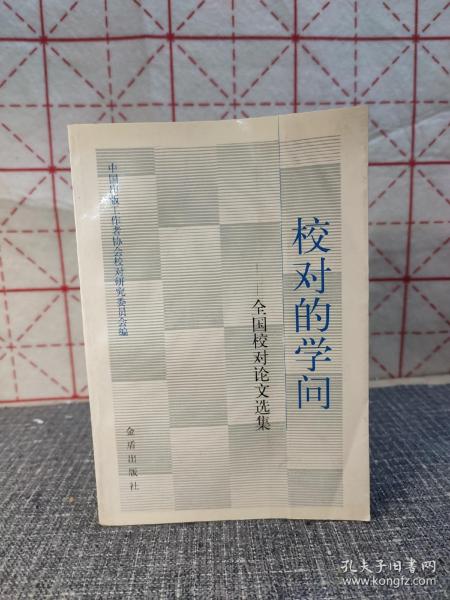 校对的学问
——全国校对论文选集
中国出版工作者协会校对研究委员会编
金盾出版社
孔夫子旧书网
www.kongfz.com